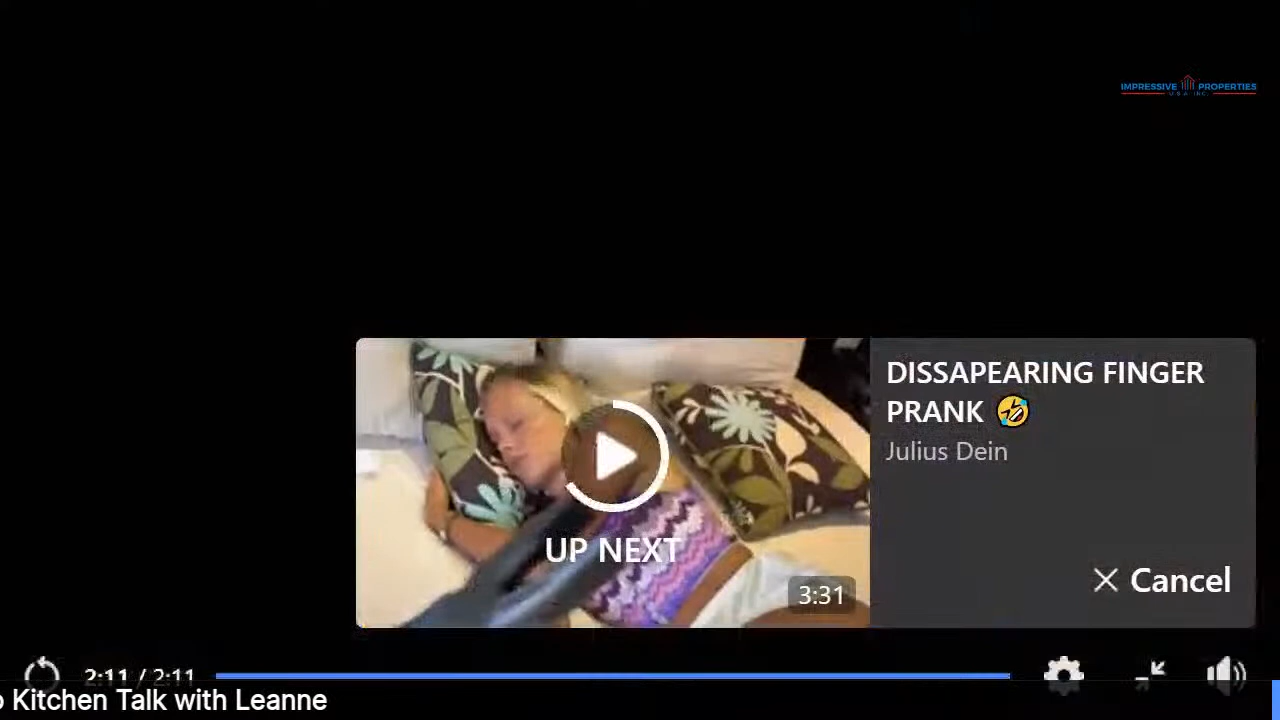 IMPRESSIVE PROPERTIES
U.S.A INC.
DISSAPEARING FINGER
PRANK 🤣
Julius Dein
UP NEXT
3:31
Cancel
2:11 / 2:11
Kitchen Talk with Leanne